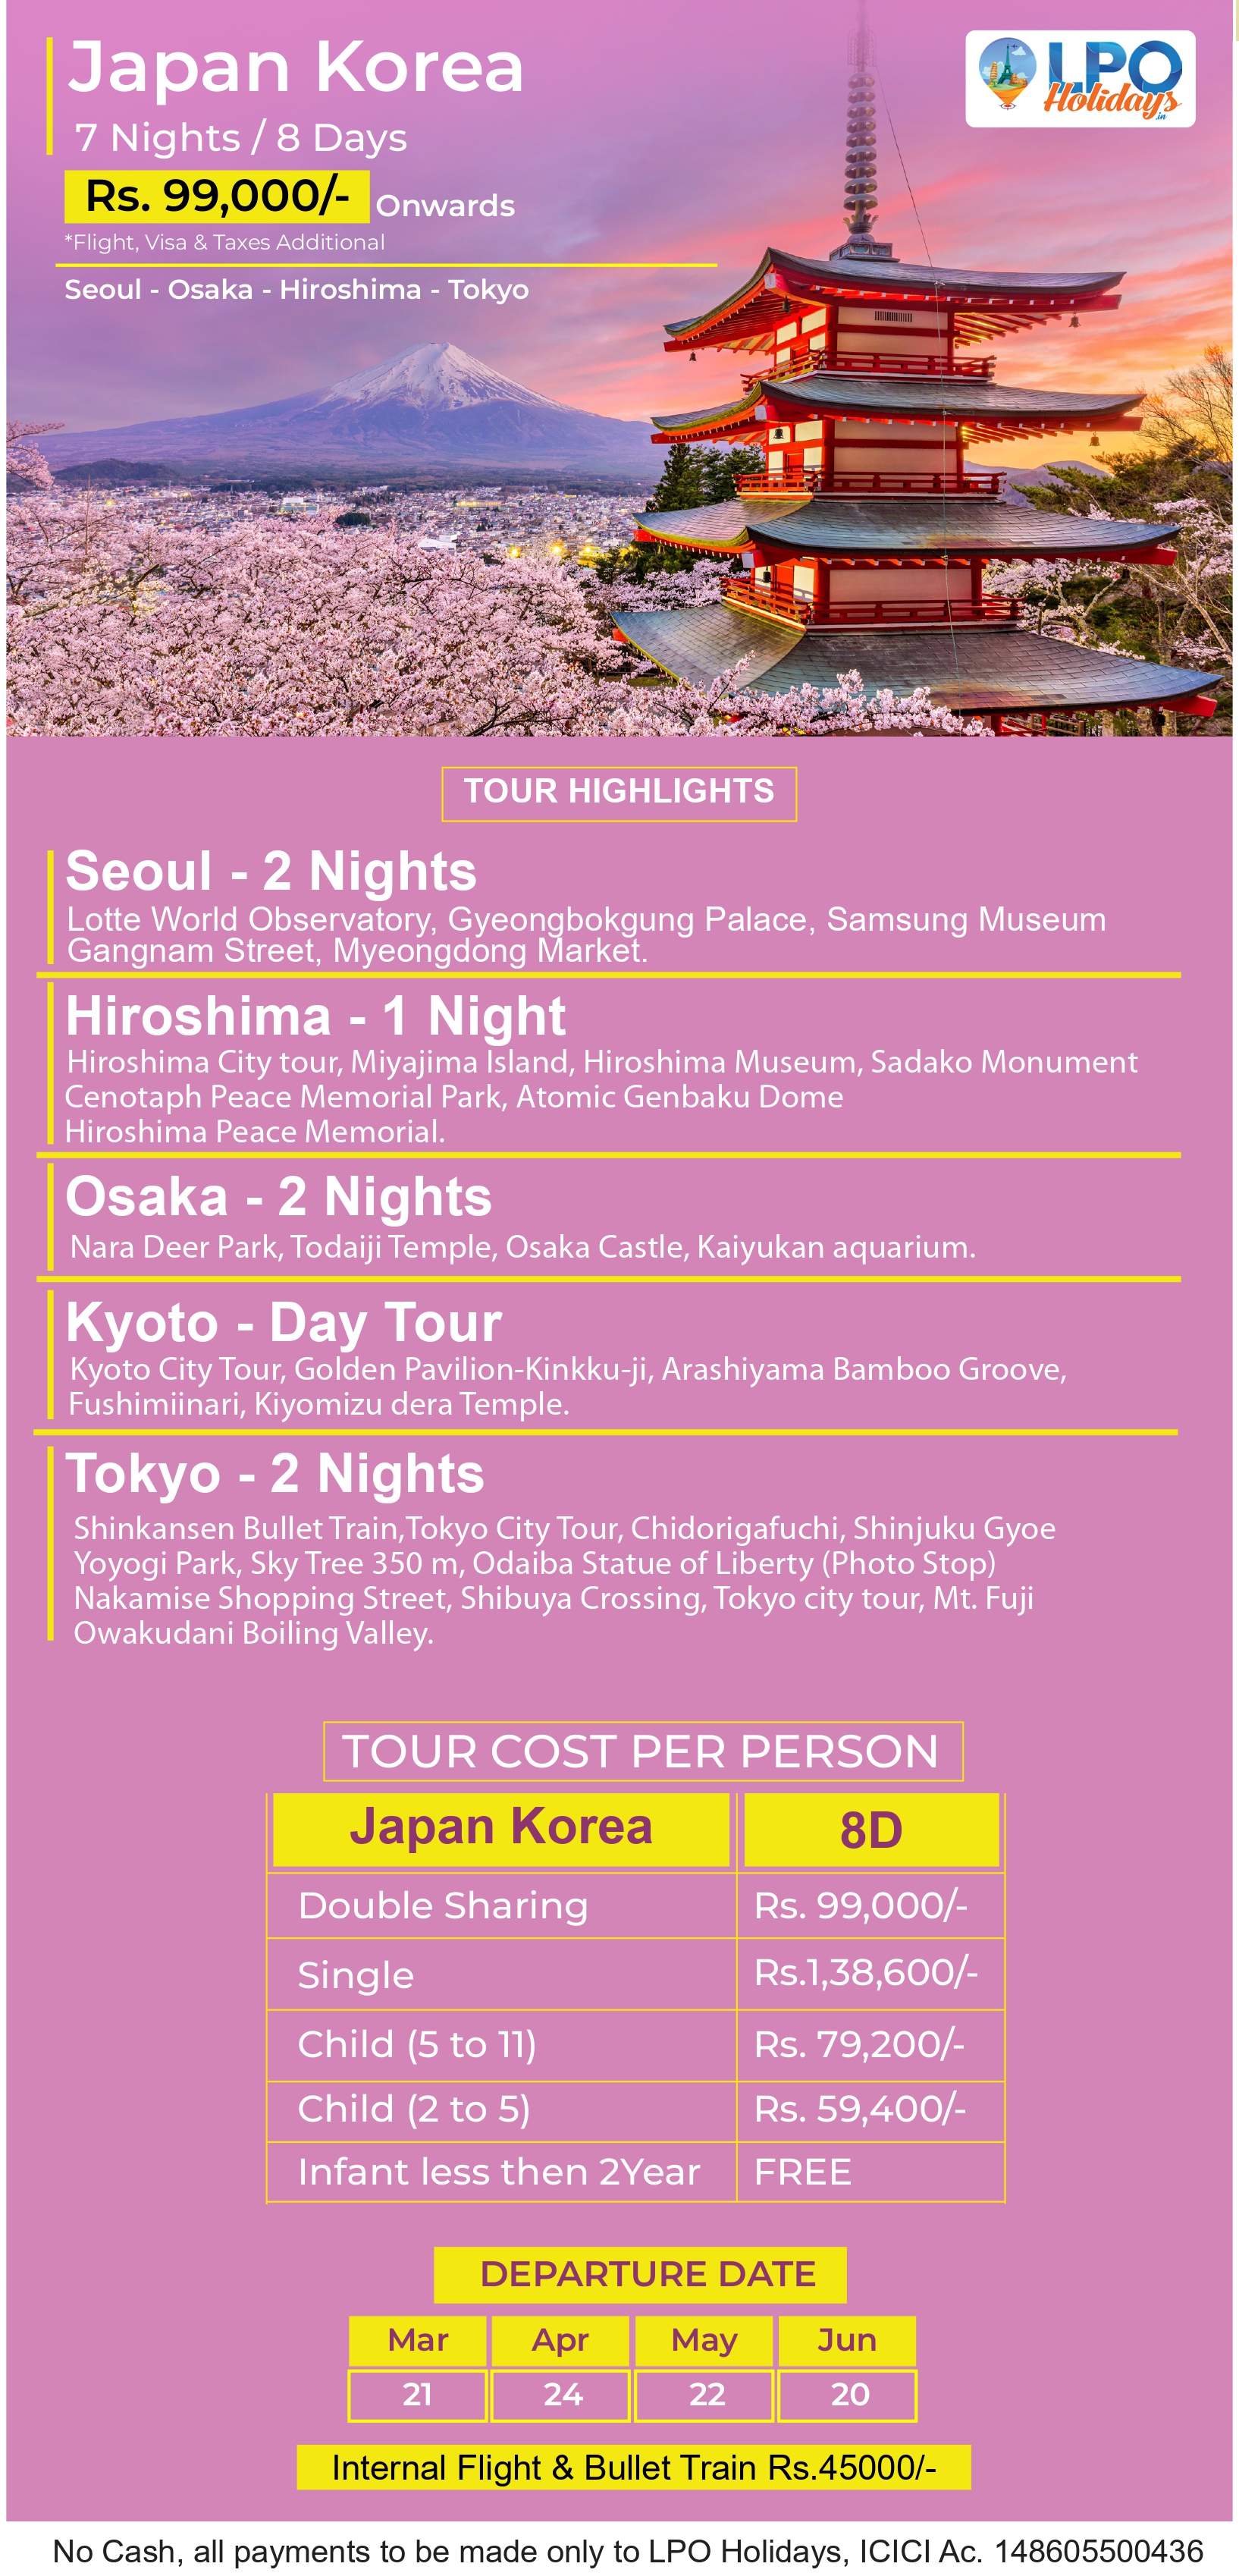 Japan Korea
7 Nights / 8 Days
Rs. 99,000/- Onwards
*Flight, Visa & Taxes Additional
Seoul - Osaka - Hiroshima - Tokyo
LPO
Holidays
.in
TOUR HIGHLIGHTS
Seoul - 2 Nights
Lotte World Observatory, Gyeongbokgung Palace, Samsung Museum
Gangnam Street, Myeongdong Market.
Hiroshima - 1 Night
Hiroshima City tour, Miyajima Island, Hiroshima Museum, Sadako Monument
Cenotaph Peace Memorial Park, Atomic Genbaku Dome
Hiroshima Peace Memorial.
Osaka - 2 Nights
Nara Deer Park, Todaiji Temple, Osaka Castle, Kaiyukan aquarium.
Kyoto - Day Tour
Kyoto City Tour, Golden Pavilion-Kinkku-ji, Arashiyama Bamboo Groove,
Fushimiinari, Kiyomizu dera Temple.
Tokyo - 2 Nights
Shinkansen Bullet Train,Tokyo City Tour, Chidorigafuchi, Shinjuku Gyoe
Yoyogi Park, Sky Tree 350 m, Odaiba Statue of Liberty (Photo Stop)
Nakamise Shopping Street, Shibuya Crossing, Tokyo city tour, Mt. Fuji
Owakudani Boiling Valley.
TOUR COST PER PERSON
Japan Korea 8D
Double Sharing Rs. 99,000/-
Single Rs.1,38,600/-
Child (5 to 11) Rs. 79,200/-
Child (2 to 5) Rs. 59,400/-
Infant less then 2Year FREE
DEPARTURE DATE
Mar Apr May Jun
21 24 22 20
Internal Flight & Bullet Train Rs.45000/-
No Cash, all payments to be made only to LPO Holidays, ICICI Ac. 148605500436